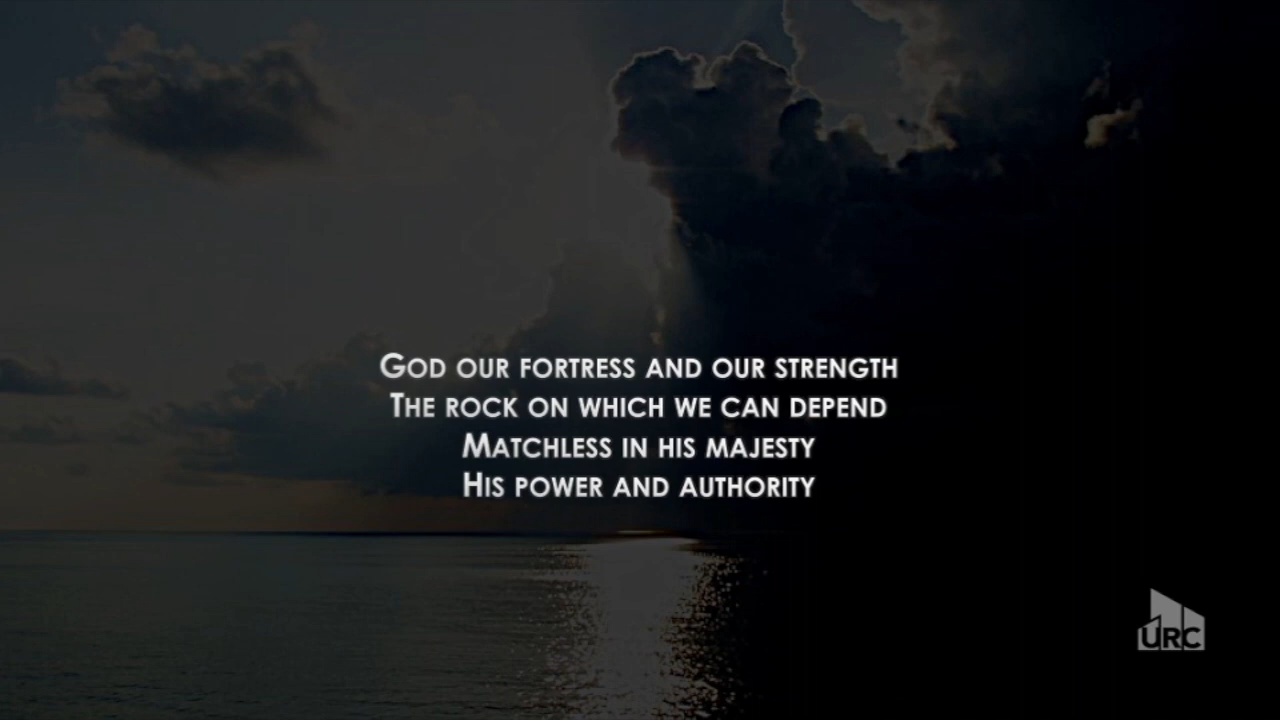 God our fortress and our strength
The rock on which we can depend
Matchless in his majesty
His power and authority
URC